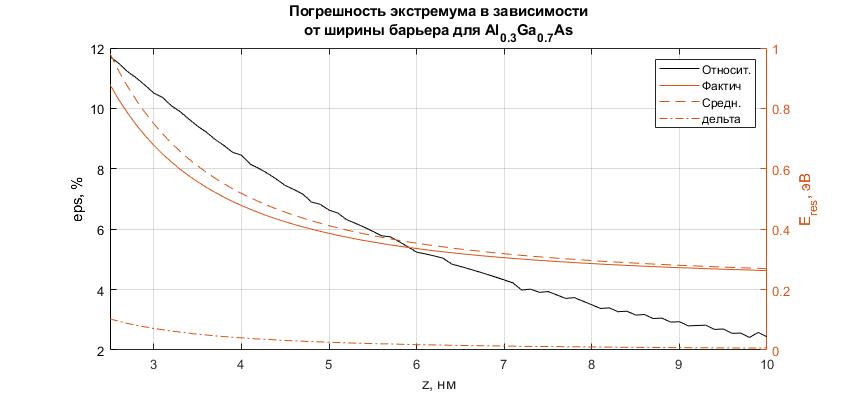 Погрешность экстремума в зависимости
от ширины барьера для Al0.3Ga0.7As
12
10
8
6
4
2
eps, %
1
0.8
0.6
0.4
0.2
0
Eres, эВ
Относит.
Фактич
Средн.
дельта
3 4 5 6 7 8 9 10
z, нм